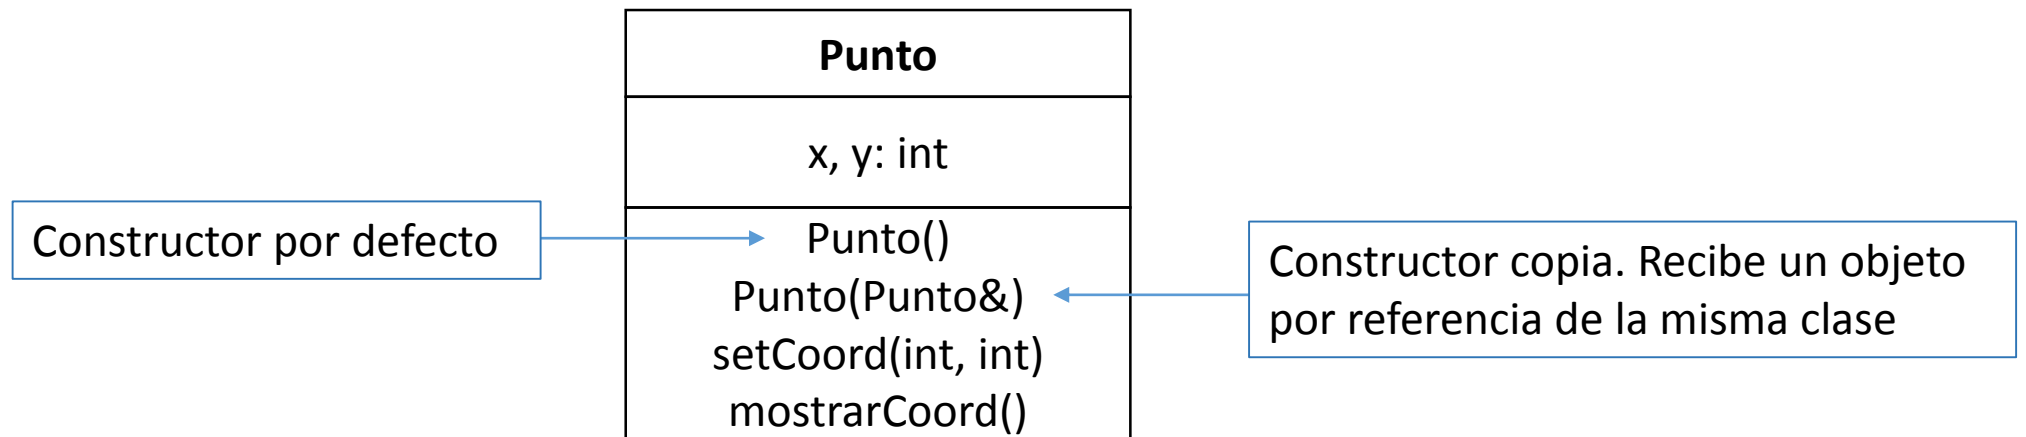 Punto
x, y: int
Constructor por defecto
Punto()
Punto(Punto&)
setCoord(int, int)
mostrarCoord()
Constructor copia. Recibe un objeto
por referencia de la misma clase